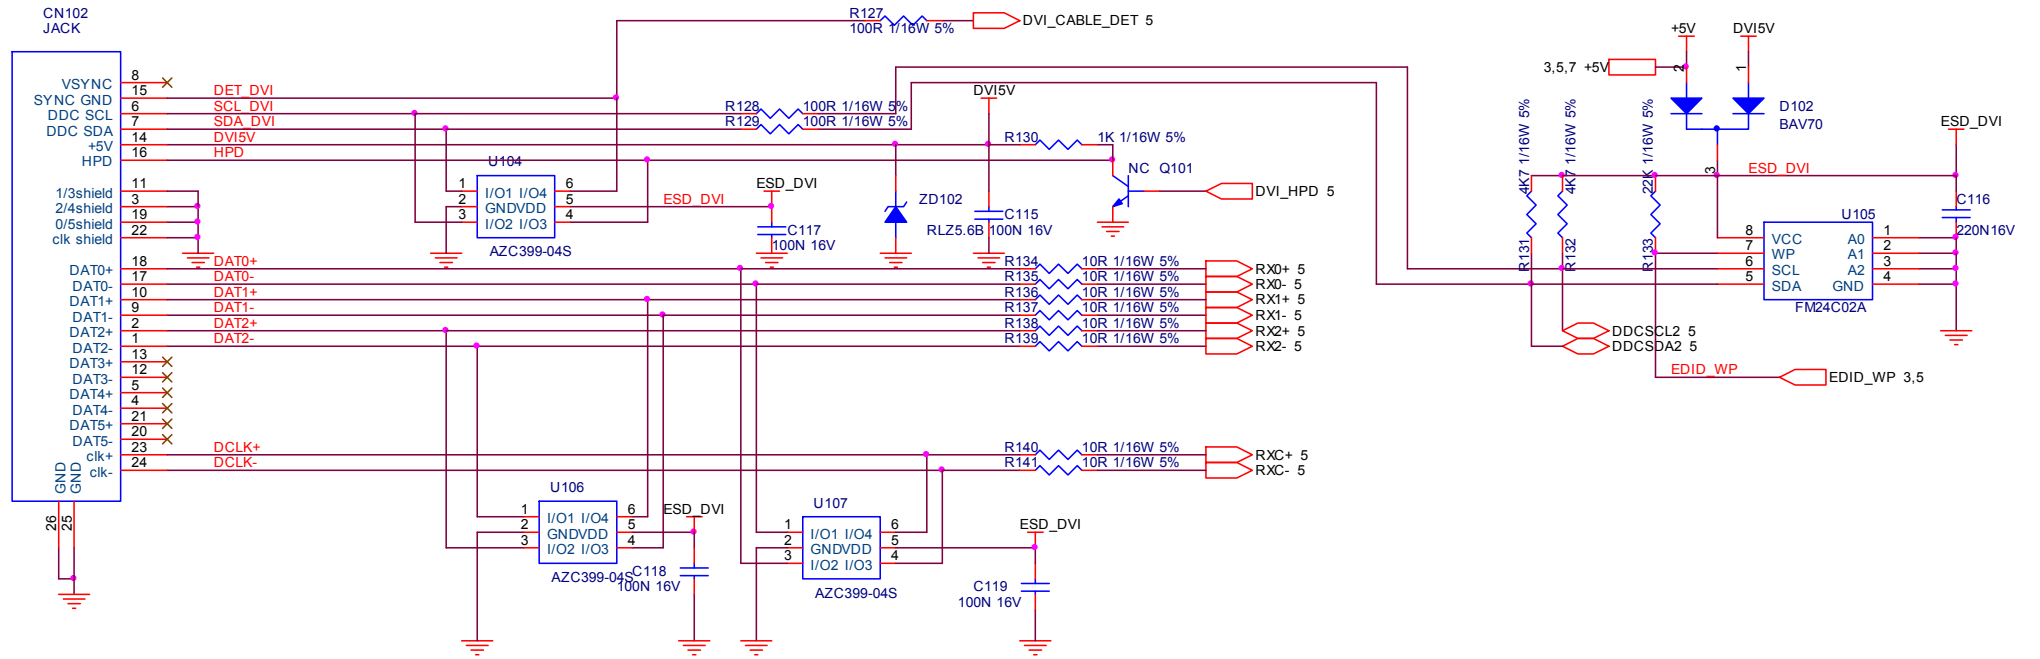 CN102
JACK
VSYNC 8
SYNC GND 15 DET_DVI
DDC SCL 6 SCL_DVI
DDC SDA 7 SDA_DVI
+5V 14 DVI5V
HPD 16 HPD
1/3shield 11
2/4shield 3
0/5shield 19
clk shield 22
DAT0+ 18 DAT0+
DAT0- 17 DAT0-
DAT1+ 10 DAT1+
DAT1- 9 DAT1-
DAT2+ 2 DAT2+
DAT2- 1 DAT2-
DAT3+ 13
DAT3- 12
DAT4+ 5
DAT4- 4
DAT5+ 21
DAT5- 20
clk+ 23 DCLK+
clk- 24 DCLK-
GND GND
26 25
R127
100R 1/16W 5%
DVI_CABLE_DET 5
R128 100R 1/16W 5%
R129 100R 1/16W 5%
DVI5V
R130 1K 1/16W 5%
U104
1 I/O1 I/O4 6
2 GND VDD 5
3 I/O2 I/O3 4
AZC399-04S
ESD_DVI
ESD_DVI
C117
100N 16V
ZD102
RLZ5.6B
C115
100N 16V
NC Q101
DVI_HPD 5
R134 10R 1/16W 5% RX0+ 5
R135 10R 1/16W 5% RX0- 5
R136 10R 1/16W 5% RX1+ 5
R137 10R 1/16W 5% RX1- 5
R138 10R 1/16W 5% RX2+ 5
R139 10R 1/16W 5% RX2- 5
R140 10R 1/16W 5% RXC+ 5
R141 10R 1/16W 5% RXC- 5
U106
1 I/O1 I/O4 6
2 GND VDD 5
3 I/O2 I/O3 4
AZC399-04S
ESD_DVI
C118
100N 16V
U107
1 I/O1 I/O4 6
2 GND VDD 5
3 I/O2 I/O3 4
AZC399-04S
ESD_DVI
C119
100N 16V
+5V
DVI5V
3,5,7 +5V
2
1
D102
BAV70
3
ESD_DVI
ESD_DVI
R131 4K7 1/16W 5%
R132 4K7 1/16W 5%
R133 22K 1/16W 5%
C116
220N16V
U105
8 VCC A0 1
7 WP A1 2
6 SCL A2 3
5 SDA GND 4
FM24C02A
DDCSCL2 5
DDCSDA2 5
EDID_WP
EDID_WP 3,5